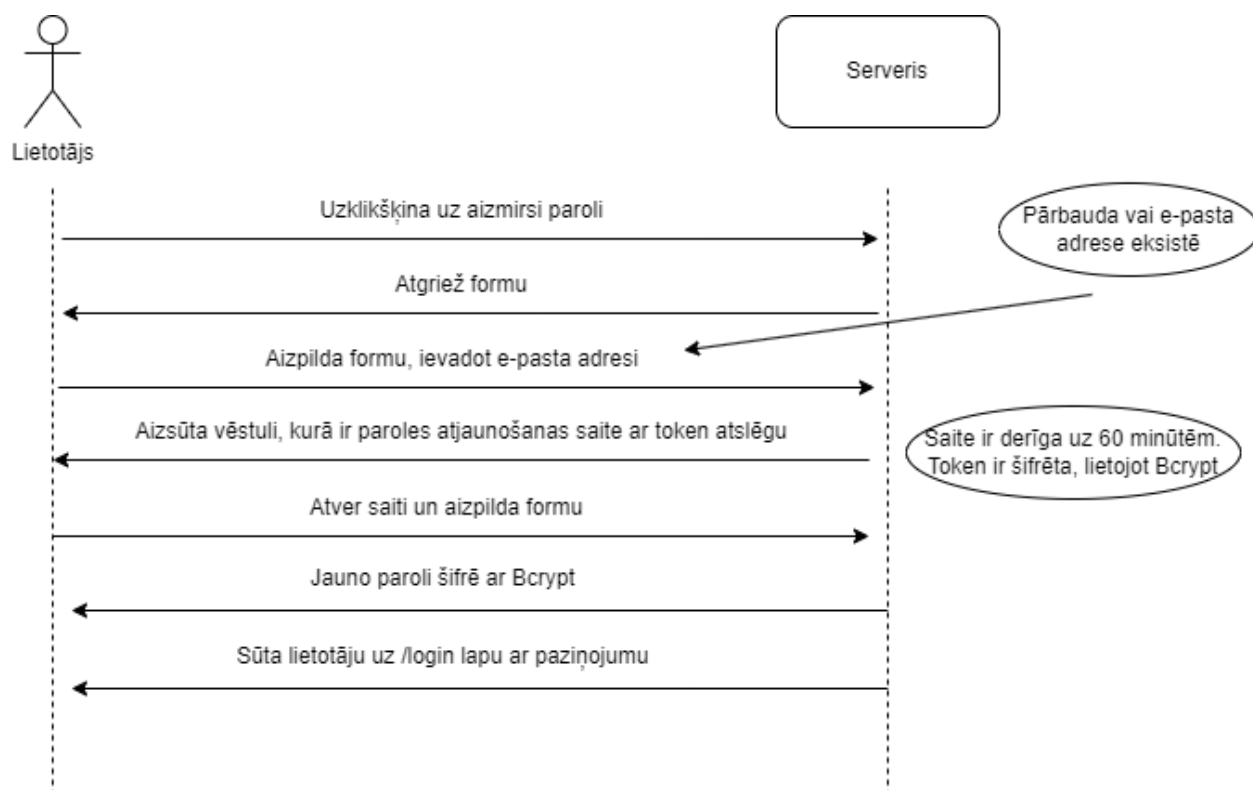 Lietotājs
Serveris
Uzklikšķina uz aizmirsi paroli
Pārbauda vai e-pasta
adrese eksistē
Atgriež formu
Aizpilda formu, ievadot e-pasta adresi
Aizsūta vēstuli, kurā ir paroles atjaunošanas saite ar token atslēgu
Saite ir derīga uz 60 minūtēm.
Token ir šifrēta, lietojot Bcrypt
Atver saiti un aizpilda formu
Jauno paroli šifrē ar Bcrypt
Sūta lietotāju uz /login lapu ar paziņojumu